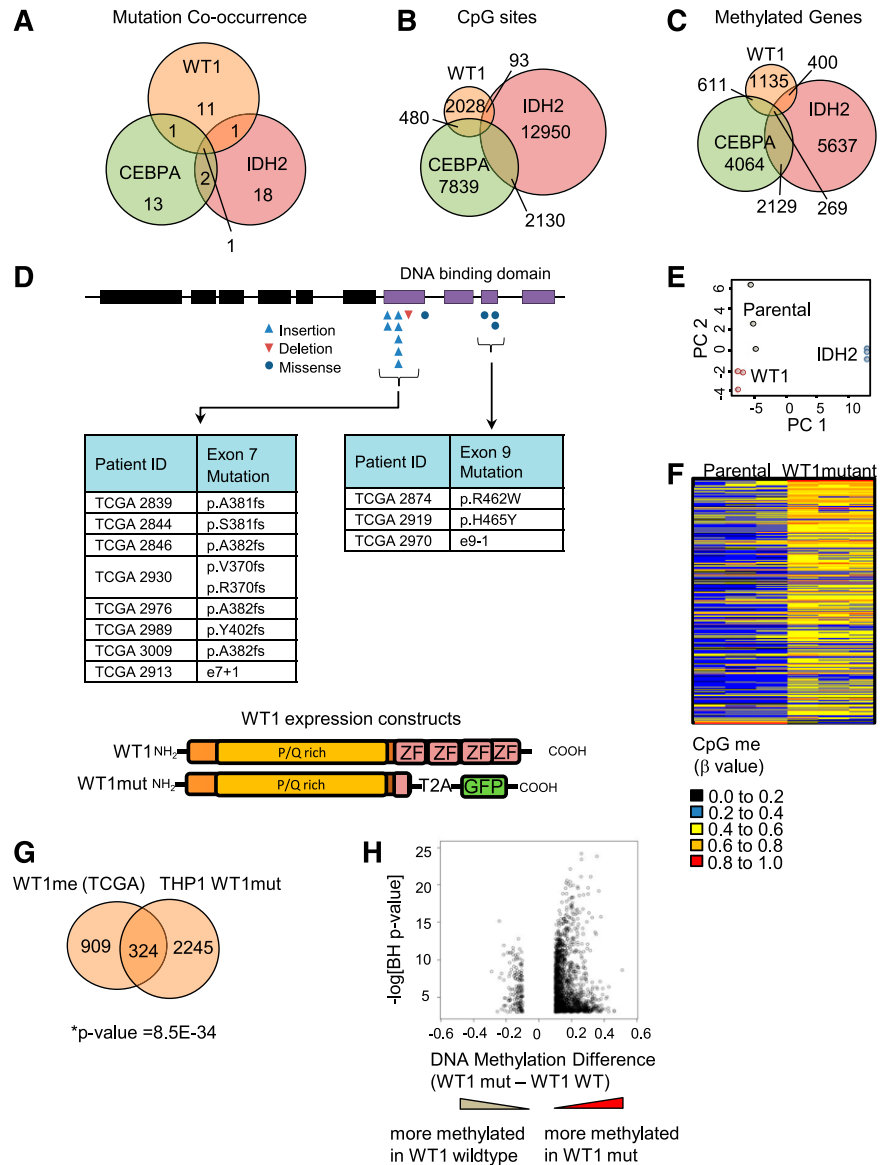 A
Mutation Co-occurrence
WT1
11
1
1
CEBPA
2
IDH2
13
18
1
B
CpG sites
93
WT1
2028
IDH2
480
12950
CEBPA
7839
2130
C
Methylated Genes
WT1
400
611
1135
IDH2
CEBPA
5637
4064
2129
269
D
DNA binding domain
Insertion
Deletion
Missense
Patient ID Exon 7 Mutation
TCGA 2839 p.A381fs
TCGA 2844 p.S381fs
TCGA 2846 p.A382fs
TCGA 2930 p.V370fs
p.R370fs
TCGA 2976 p.A382fs
TCGA 2989 p.Y402fs
TCGA 3009 p.A382fs
TCGA 2913 e7+1
Patient ID Exon 9 Mutation
TCGA 2874 p.R462W
TCGA 2919 p.H465Y
TCGA 2970 e9-1
WT1 expression constructs
WT1 NH2 P/Q rich ZF ZF ZF ZF COOH
WT1mut NH2 P/Q rich T2A GFP COOH
E
6
4
2
0
-2
-4
PC 2
Parental
IDH2
WT1
-5 0 5 10
PC 1
F
Parental WT1mutant
CpG me
(β value)
0.0 to 0.2
0.2 to 0.4
0.4 to 0.6
0.6 to 0.8
0.8 to 1.0
G
WT1me (TCGA) THP1 WT1mut
909 324 2245
*p-value =8.5E-34
H
25
20
15
10
5
-log[BH p-value]
-0.6 -0.4 -0.2 0 0.2 0.4 0.6
DNA Methylation Difference
(WT1 mut – WT1 WT)
more methylated
in WT1 wildtype
more methylated
in WT1 mut